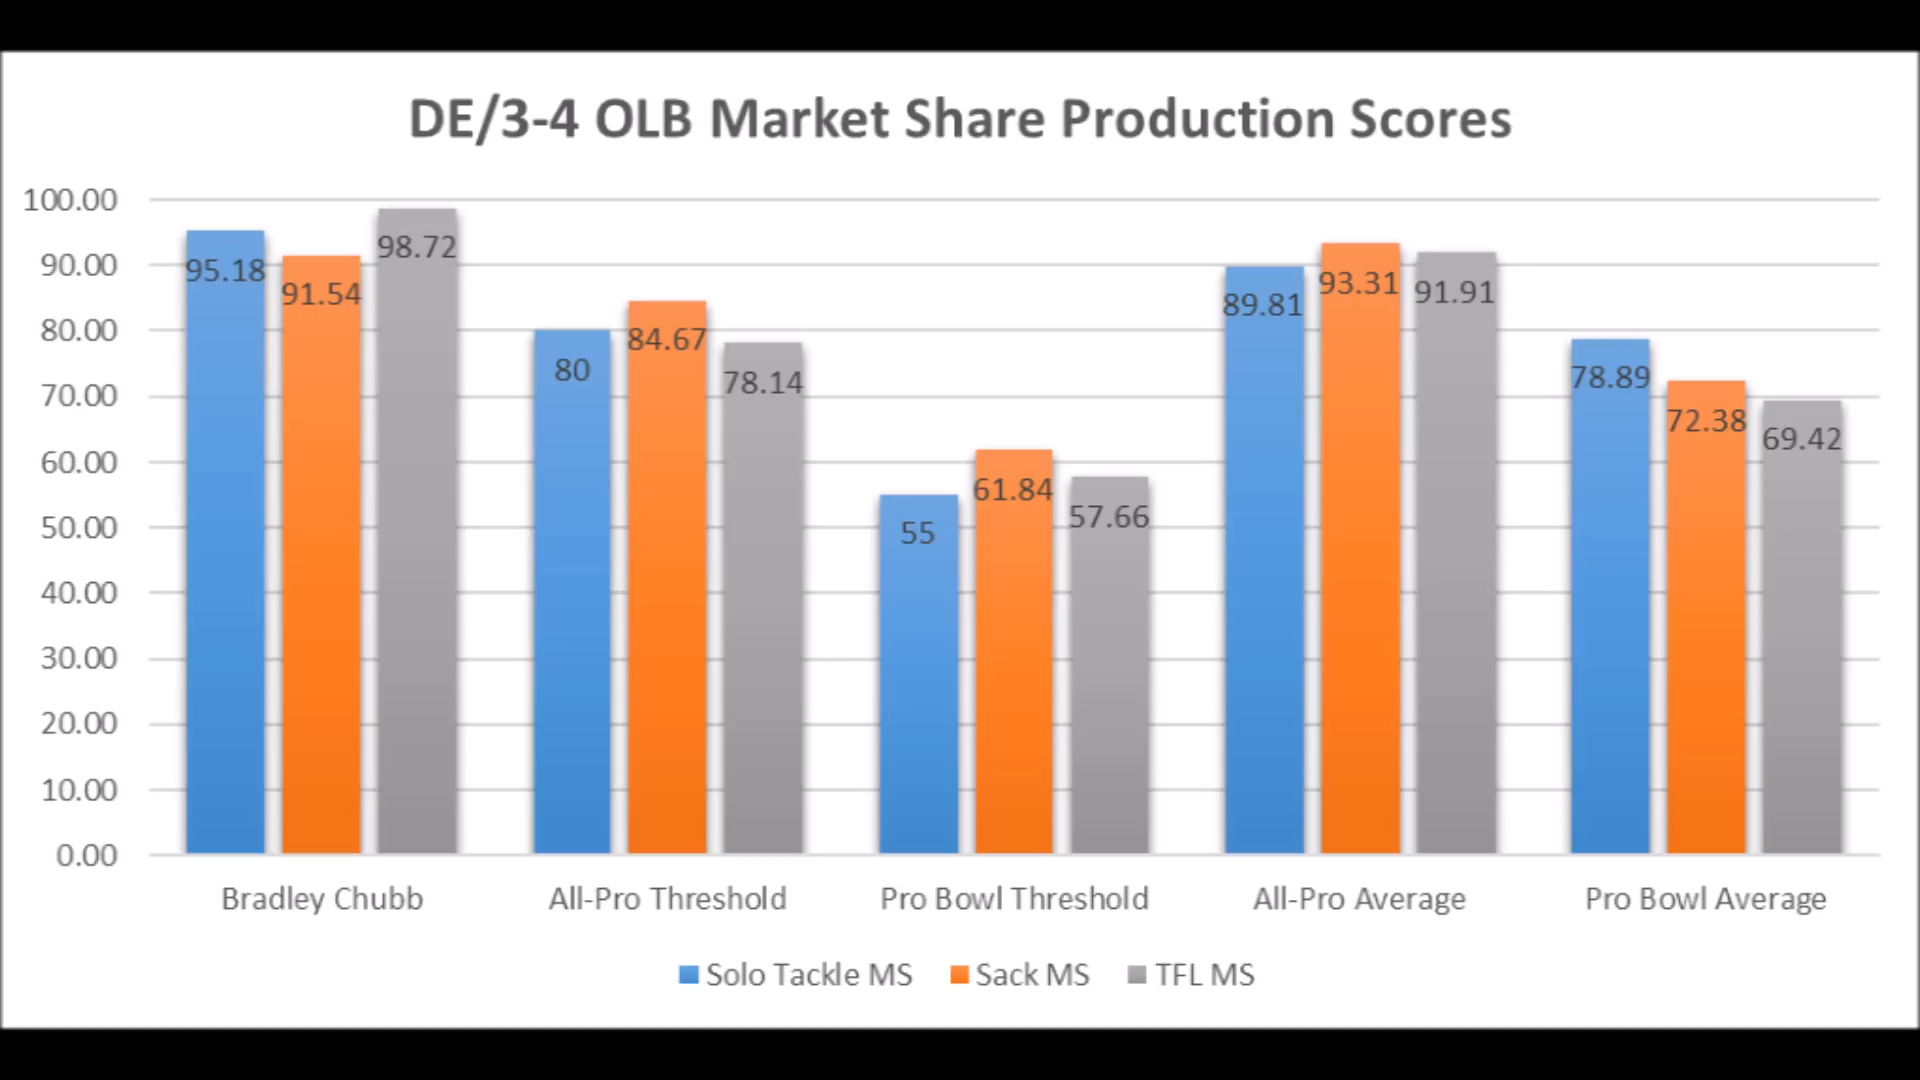 DE/3-4 OLB Market Share Production Scores
100.00
90.00
80.00
70.00
60.00
50.00
40.00
30.00
20.00
10.00
0.00
95.18 91.54 98.72
80 84.67 78.14
55 61.84 57.66
89.81 93.31 91.91
78.89 72.38 69.42
Bradley Chubb All-Pro Threshold Pro Bowl Threshold All-Pro Average Pro Bowl Average
Solo Tackle MS Sack MS TFL MS